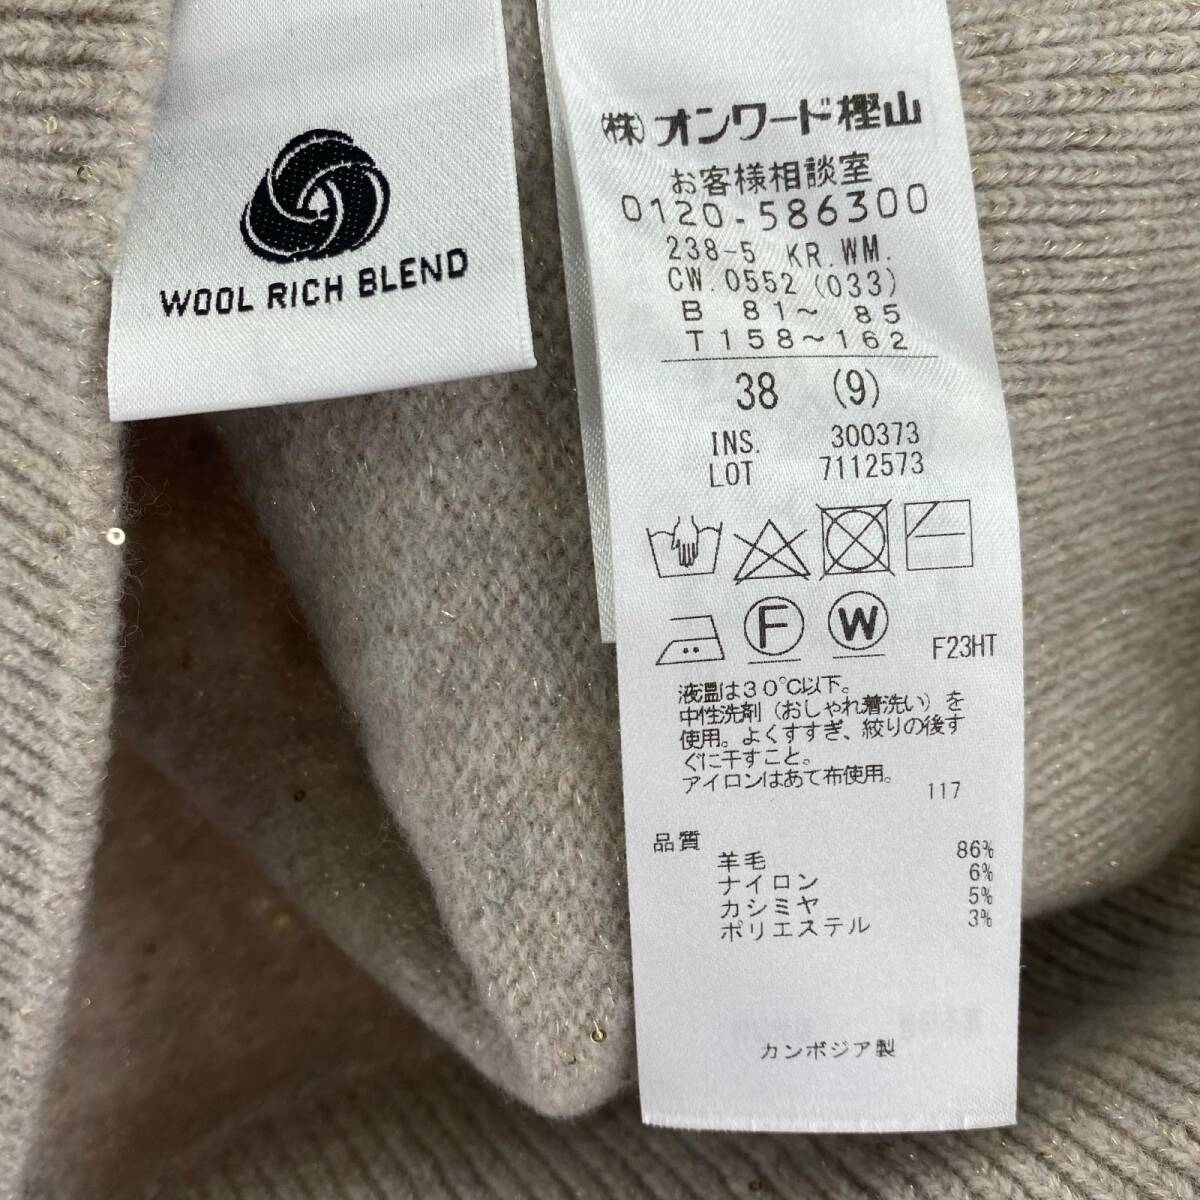 WOOL RICH BLEND
㈱オンワード樫山
お客様相談室
0120-586300
238-5 KR.WM.
CW.0552(033)
B 81～ 85
T158～162
38 (9)
INS. 300373
LOT 7112573
F W
F23HT
液温は30℃以下。
中性洗剤（おしゃれ着洗い）を
使用。よくすすぎ、絞りの後す
ぐに干すこと。
アイロンはあて布使用。
117
品質
羊毛 86%
ナイロン 6%
カシミヤ 5%
ポリエステル 3%
カンボジア製